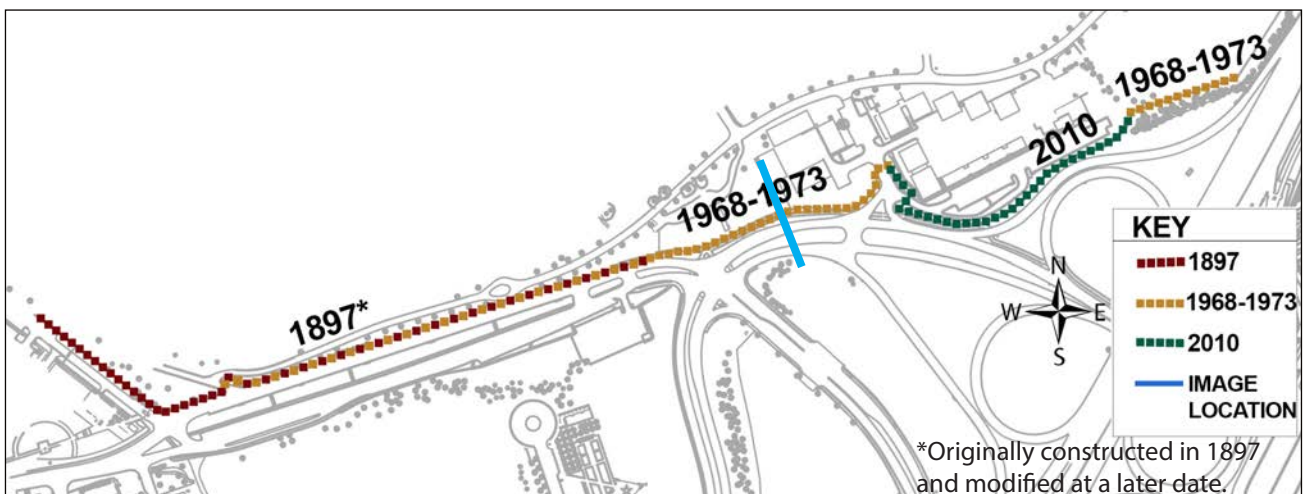 1968-1973
2010
1968-1973
1897*
KEY
1897
1968-1973
2010
IMAGE
LOCATION
N
W
E
S
*Originally constructed in 1897
and modified at a later date.